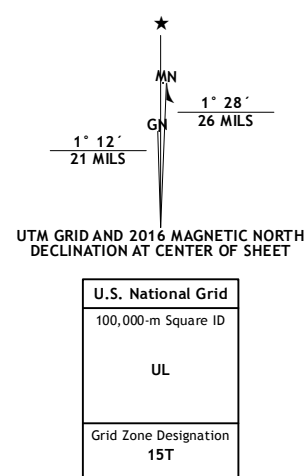 MN
1° 28´
26 MILS
GN
1° 12´
21 MILS
UTM GRID AND 2016 MAGNETIC NORTH
DECLINATION AT CENTER OF SHEET
U.S. National Grid
100,000-m Square ID
UL
Grid Zone Designation
15T